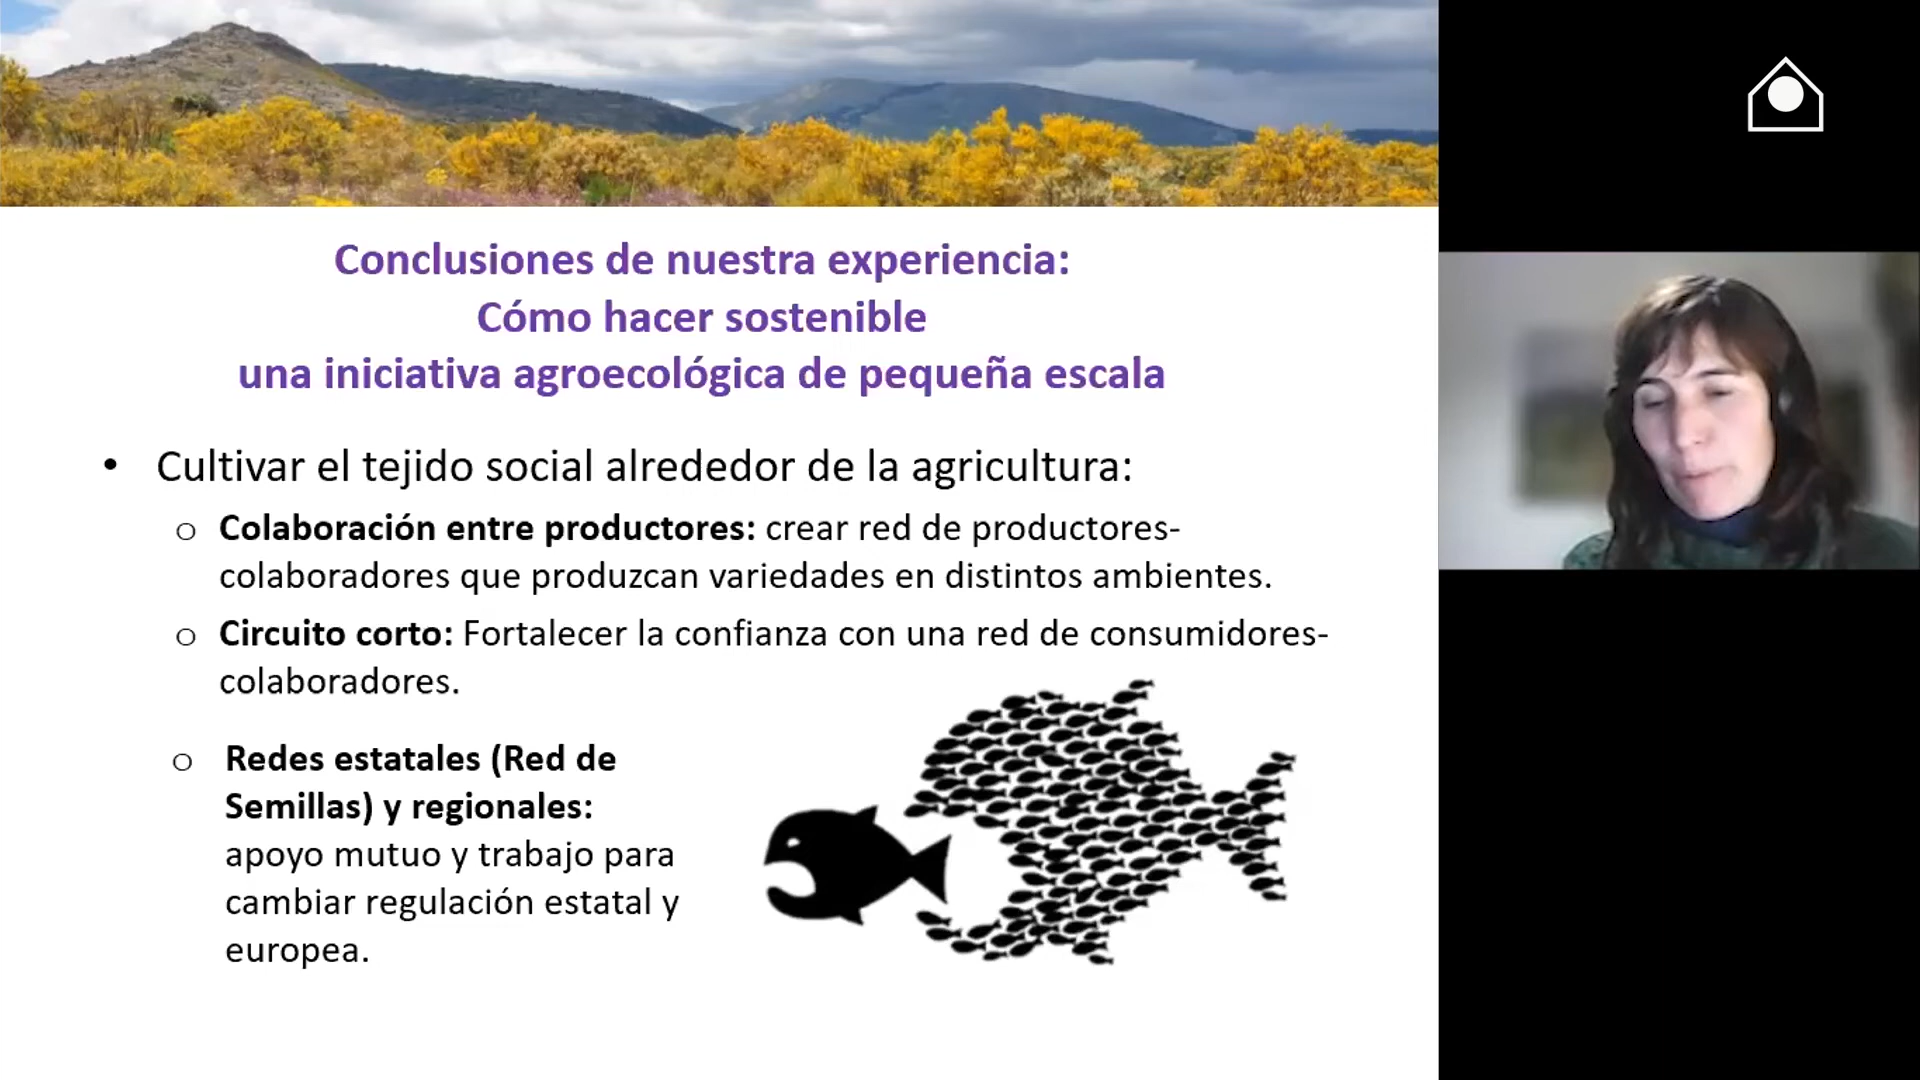 Conclusiones de nuestra experiencia:
Cómo hacer sostenible
una iniciativa agroecológica de pequeña escala
• Cultivar el tejido social alrededor de la agricultura:
o Colaboración entre productores: crear red de productores-
colaboradores que produzcan variedades en distintos ambientes.
o Circuito corto: Fortalecer la confianza con una red de consumidores-
colaboradores.
o Redes estatales (Red de
Semillas) y regionales:
apoyo mutuo y trabajo para
cambiar regulación estatal y
europea.